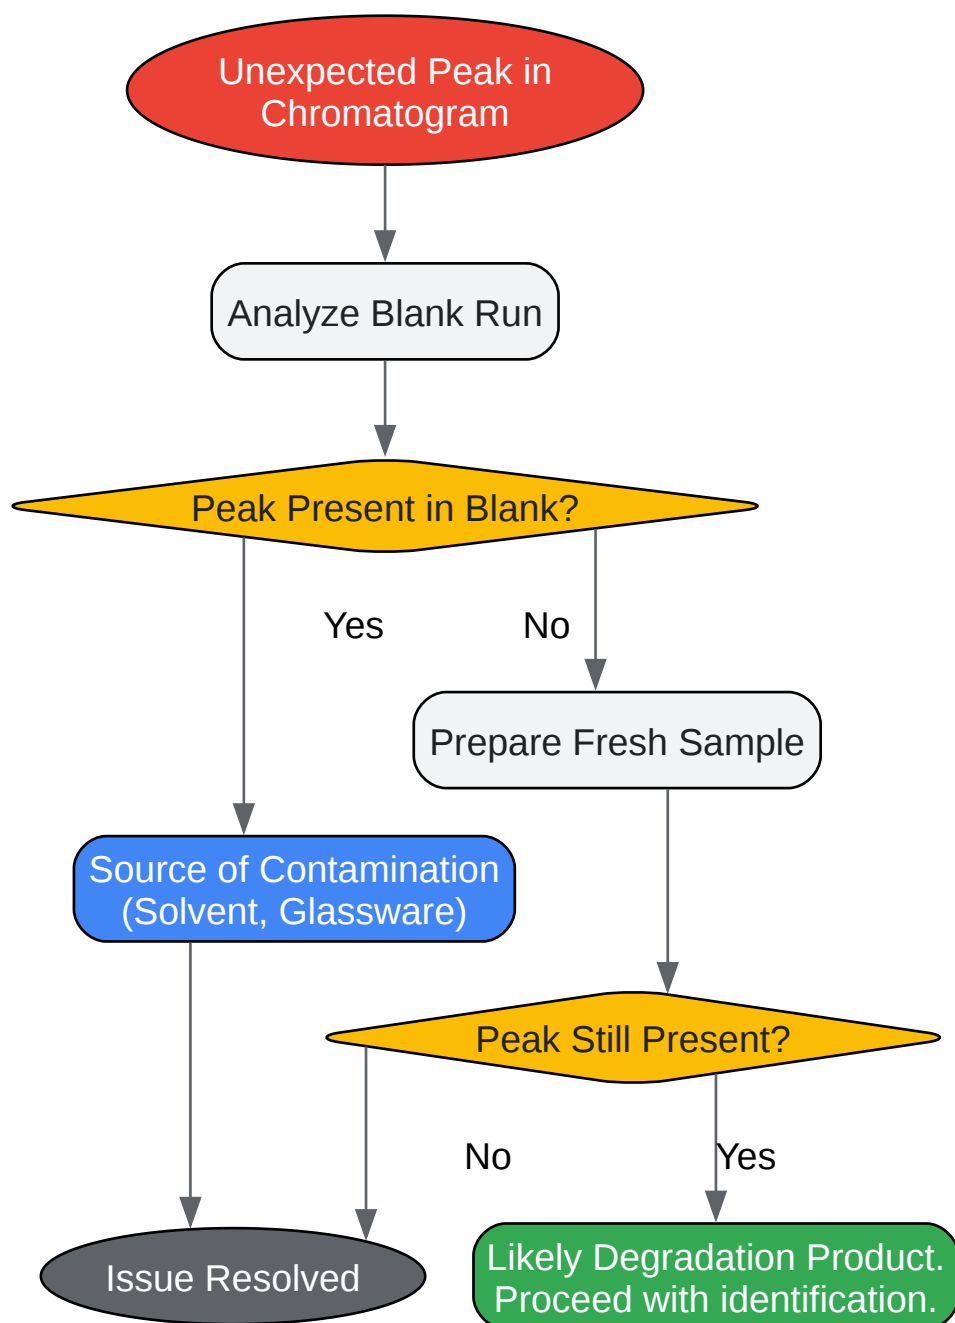 Unexpected Peak in
Chromatogram
Analyze Blank Run
Peak Present in Blank?
Yes
No
Prepare Fresh Sample
Source of Contamination
(Solvent, Glassware)
Peak Still Present?
No
Yes
Issue Resolved
Likely Degradation Product.
Proceed with identification.